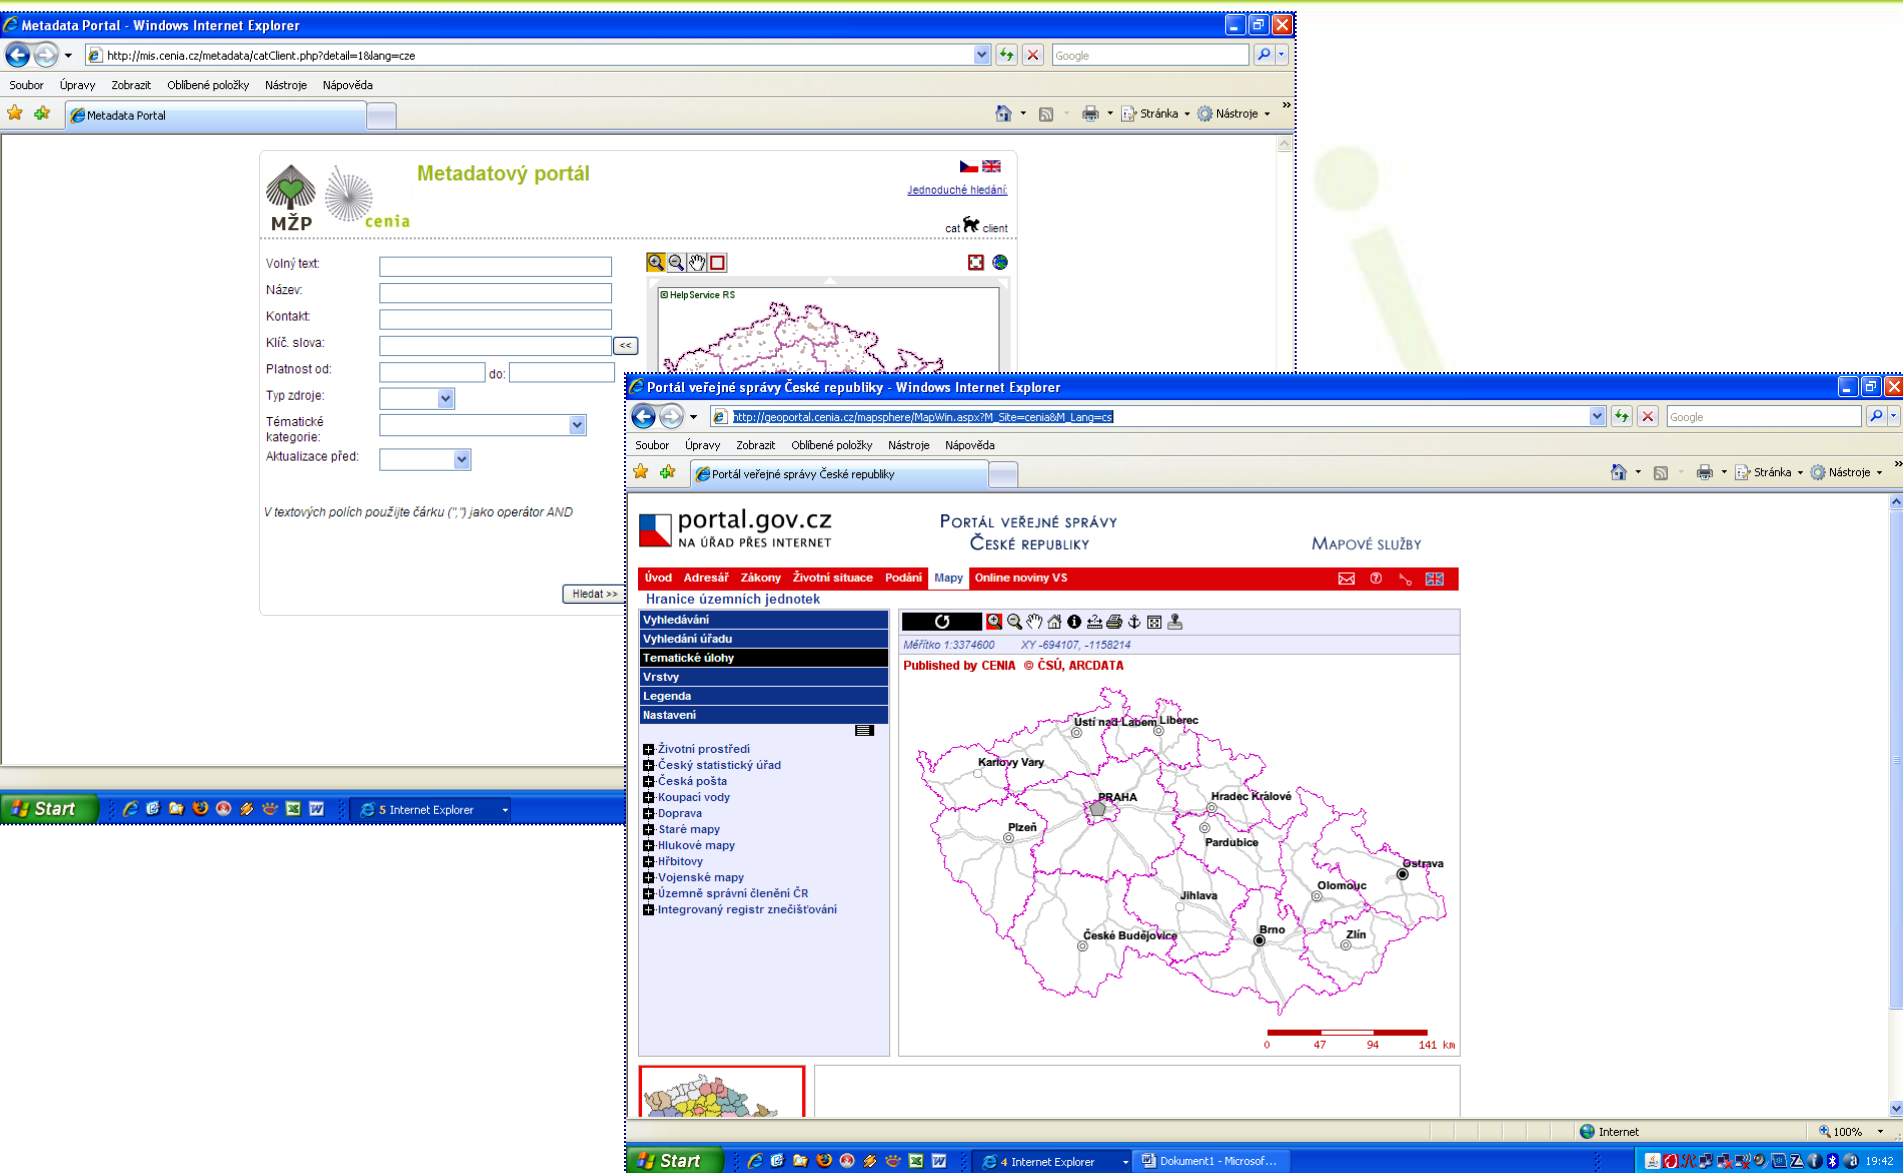 Metadata Portal - Windows Internet Explorer
http://mis.cenia.cz/metadata/catClient.php?detail=1&lang=cze
Google
Soubor Úpravy Zobrazit Oblíbené položky Nástroje Nápověda
Metadata Portal
Stránka Nástroje »
MŽP
cenia
Metadatový portál
Jednoduché hledání:
cat client
Volný text:
Název:
Kontakt:
Klíč. slova: <<
Platnost od: do:
Typ zdroje:
Tématické
kategorie:
Aktualizace před:
HelpService RS
V textových polích použijte čárku (",") jako operátor AND
Hledat >>
Start 5 Internet Explorer
Portál veřejné správy České republiky - Windows Internet Explorer
http://geoportal.cenia.cz/mapsphere/MapWin.aspx?M_Site=cenia&M_Lang=cs
Google
Soubor Úpravy Zobrazit Oblíbené položky Nástroje Nápověda
Portál veřejné správy České republiky
Stránka Nástroje »
portal.gov.cz
NA ÚŘAD PŘES INTERNET
PORTÁL VEŘEJNÉ SPRÁVY
ČESKÉ REPUBLIKY
MAPOVÉ SLUŽBY
Úvod Adresář Zákony Životní situace Podání Mapy Online noviny VS
Hranice územních jednotek
Vyhledávání
Vyhledání úřadu
Tematické úlohy
Vrstvy
Legenda
Nastavení
Životní prostředí
Český statistický úřad
Česká pošta
Koupací vody
Doprava
Staré mapy
Hlukové mapy
Hřbitovy
Vojenské mapy
Územně správní členění ČR
Integrovaný registr znečišťování
Měřítko 1:3374600 XY -694107, -1158214
Published by CENIA © ČSÚ, ARCDATA
Ústí nad Labem Liberec
Karlovy Vary
PRAHA
Hradec Králové
Plzeň
Pardubice
Ostrava
Olomouc
Jihlava
České Budějovice
Brno
Zlín
0 47 94 141 km
Internet
100%
Start 4 Internet Explorer Dokument1 - Microsof...
19:42